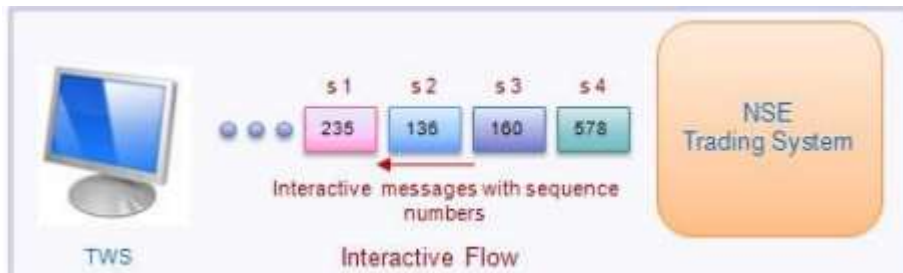 s 1 s 2 s 3 s 4
235 136 160 578
NSE
Trading System
Interactive messages with sequence
numbers
TWS
Interactive Flow